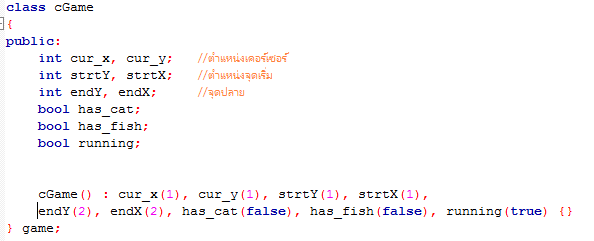 class cGame
{
public:
int cur_x, cur_y; //ตำแหน่งเคอร์เซอร์
int strtY, strtX; //ตำแหน่งจุดเริ่ม
int endY, endX; //จุดปลาย
bool has_cat;
bool has_fish;
bool running;
cGame() : cur_x(1), cur_y(1), strtY(1), strtX(1),
endY(2), endX(2), has_cat(false), has_fish(false), running(true) {}
} game;